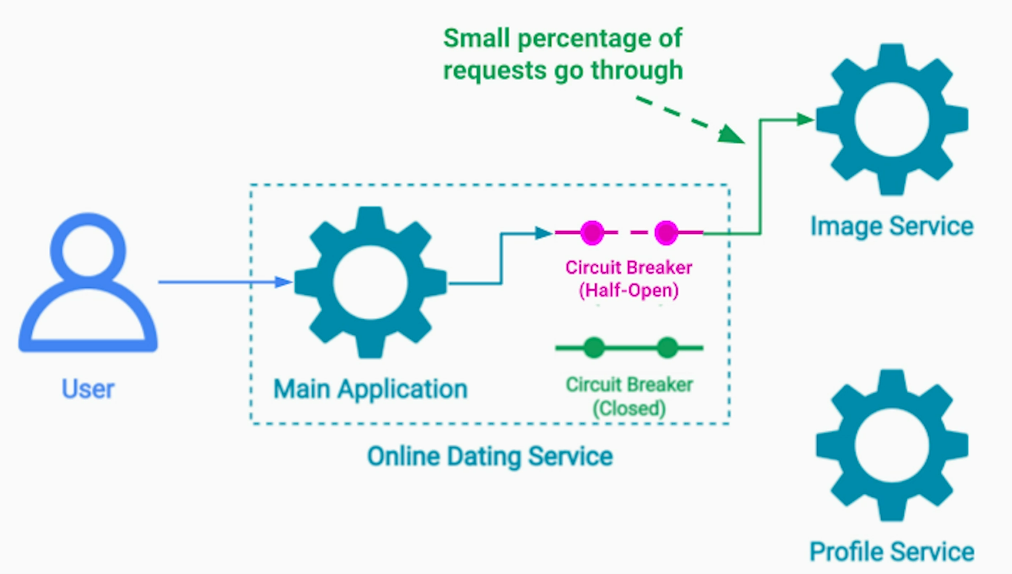 Small percentage of
requests go through
Image Service
Circuit Breaker
(Half-Open)
User
Main Application
Circuit Breaker
(Closed)
Online Dating Service
Profile Service